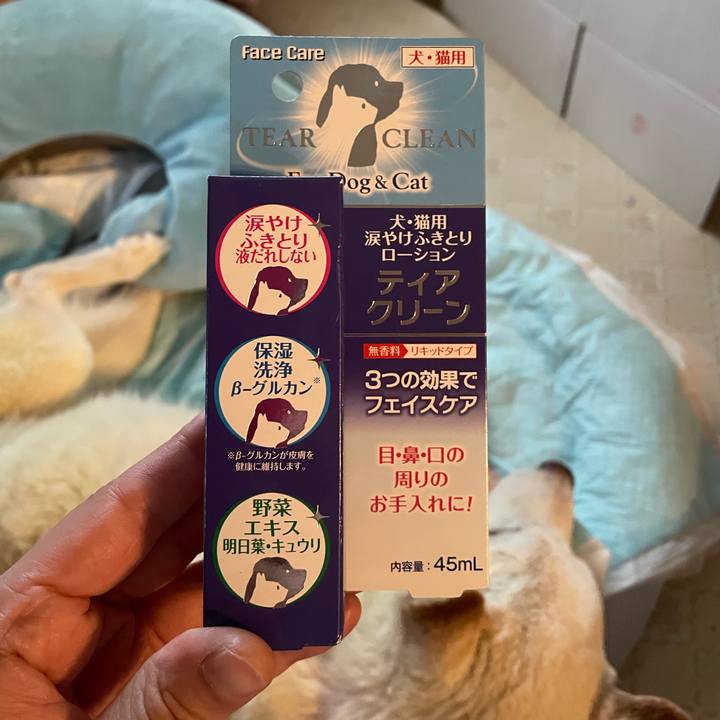 Face Care
犬・猫用
TEAR CLEAN
For Dog & Cat
犬・猫用
涙やけふきとり
ローション
ティア
クリーン
無香料 リキッドタイプ
3つの効果で
フェイスケア
目・鼻・口の
周りの
お手入れに!
内容量：45mL
涙やけ
ふきとり
液だれしない
保湿
洗浄
β-グルカン※
※β-グルカンが皮膚を
健康に維持します。
野菜
エキス
明日葉・キュウリ